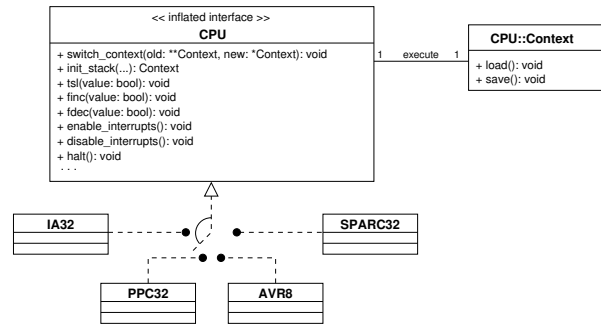 << inflated interface >>
CPU
+ switch_context(old: **Context, new: *Context): void
+ init_stack(...): Context
+ tsl(value: bool): void
+ finc(value: bool): void
+ fdec(value: bool): void
+ enable_interrupts(): void
+ disable_interrupts(): void
+ halt(): void
. . .
1 execute 1
CPU::Context
+ load(): void
+ save(): void
IA32
SPARC32
PPC32
AVR8